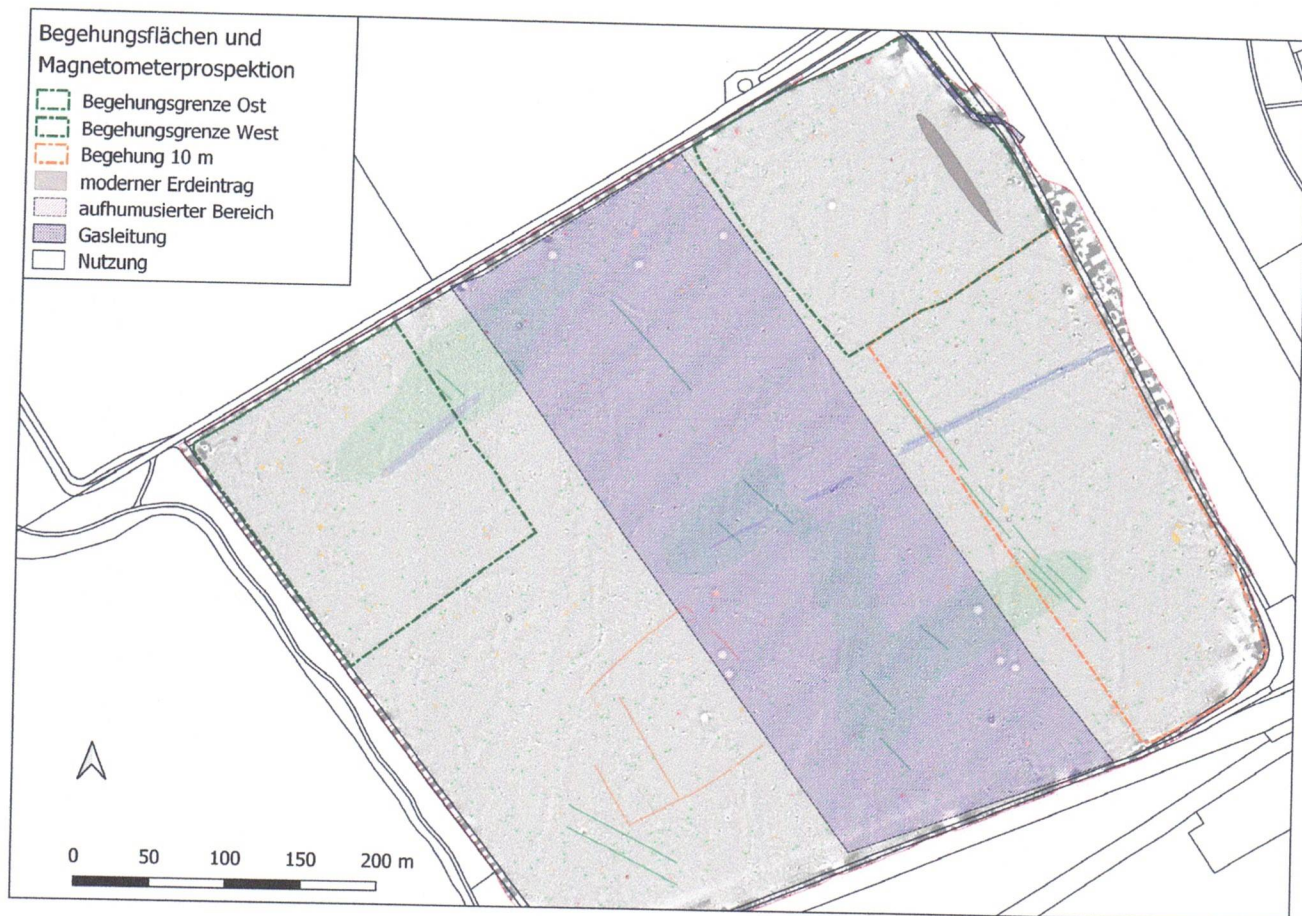 Begehungsflächen und
Magnetometerprospektion
Begehungsgrenze Ost
Begehungsgrenze West
Begehung 10 m
moderner Erdeintrag
aufhumusierter Bereich
Gasleitung
Nutzung
0 50 100 150 200 m